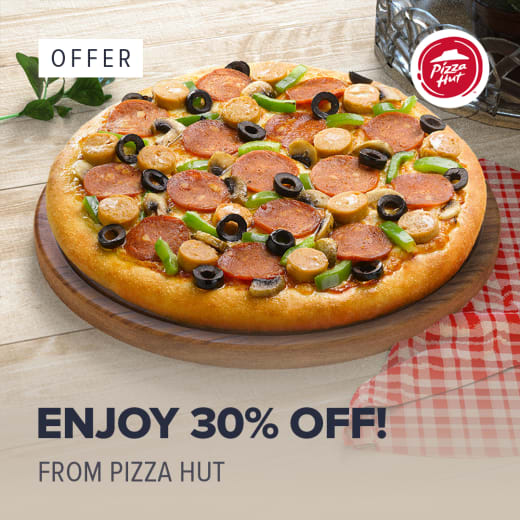 OFFER
Pizza
Hut
ENJOY 30% OFF!
FROM PIZZA HUT